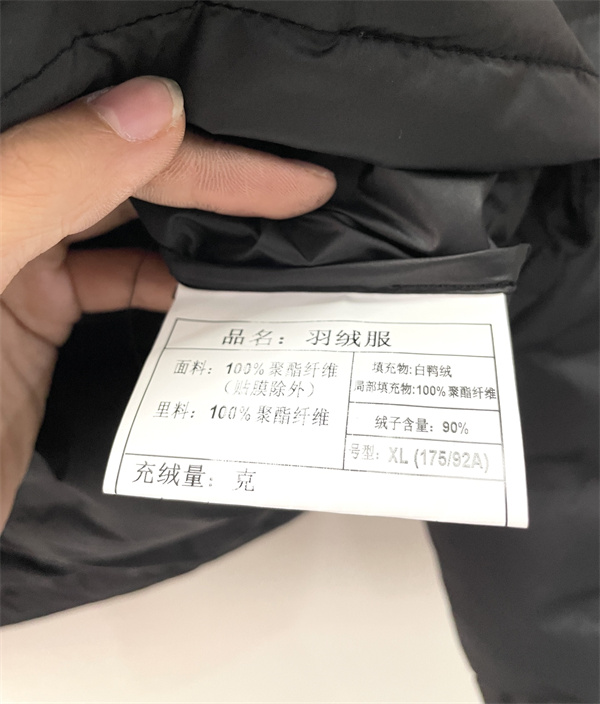 品名：羽绒服
面料：100%聚酯纤维
（贴膜除外）
里料：100%聚酯纤维
填充物:白鸭绒
局部填充物:100%聚酯纤维
绒子含量：90%
号型：XL (175/92A)
充绒量：克